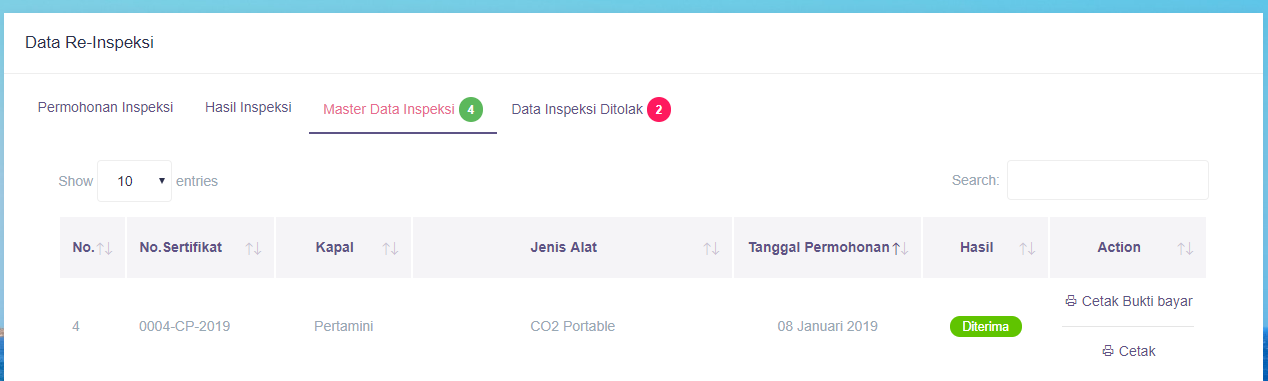 Data Re-Inspeksi
Permohonan Inspeksi Hasil Inspeksi Master Data Inspeksi 4 Data Inspeksi Ditolak 2
Show 10 entries Search:
No. No.Sertifikat Kapal Jenis Alat Tanggal Permohonan Hasil Action
4 0004-CP-2019 Pertamini CO2 Portable 08 Januari 2019 Diterima Cetak Bukti bayar
Cetak